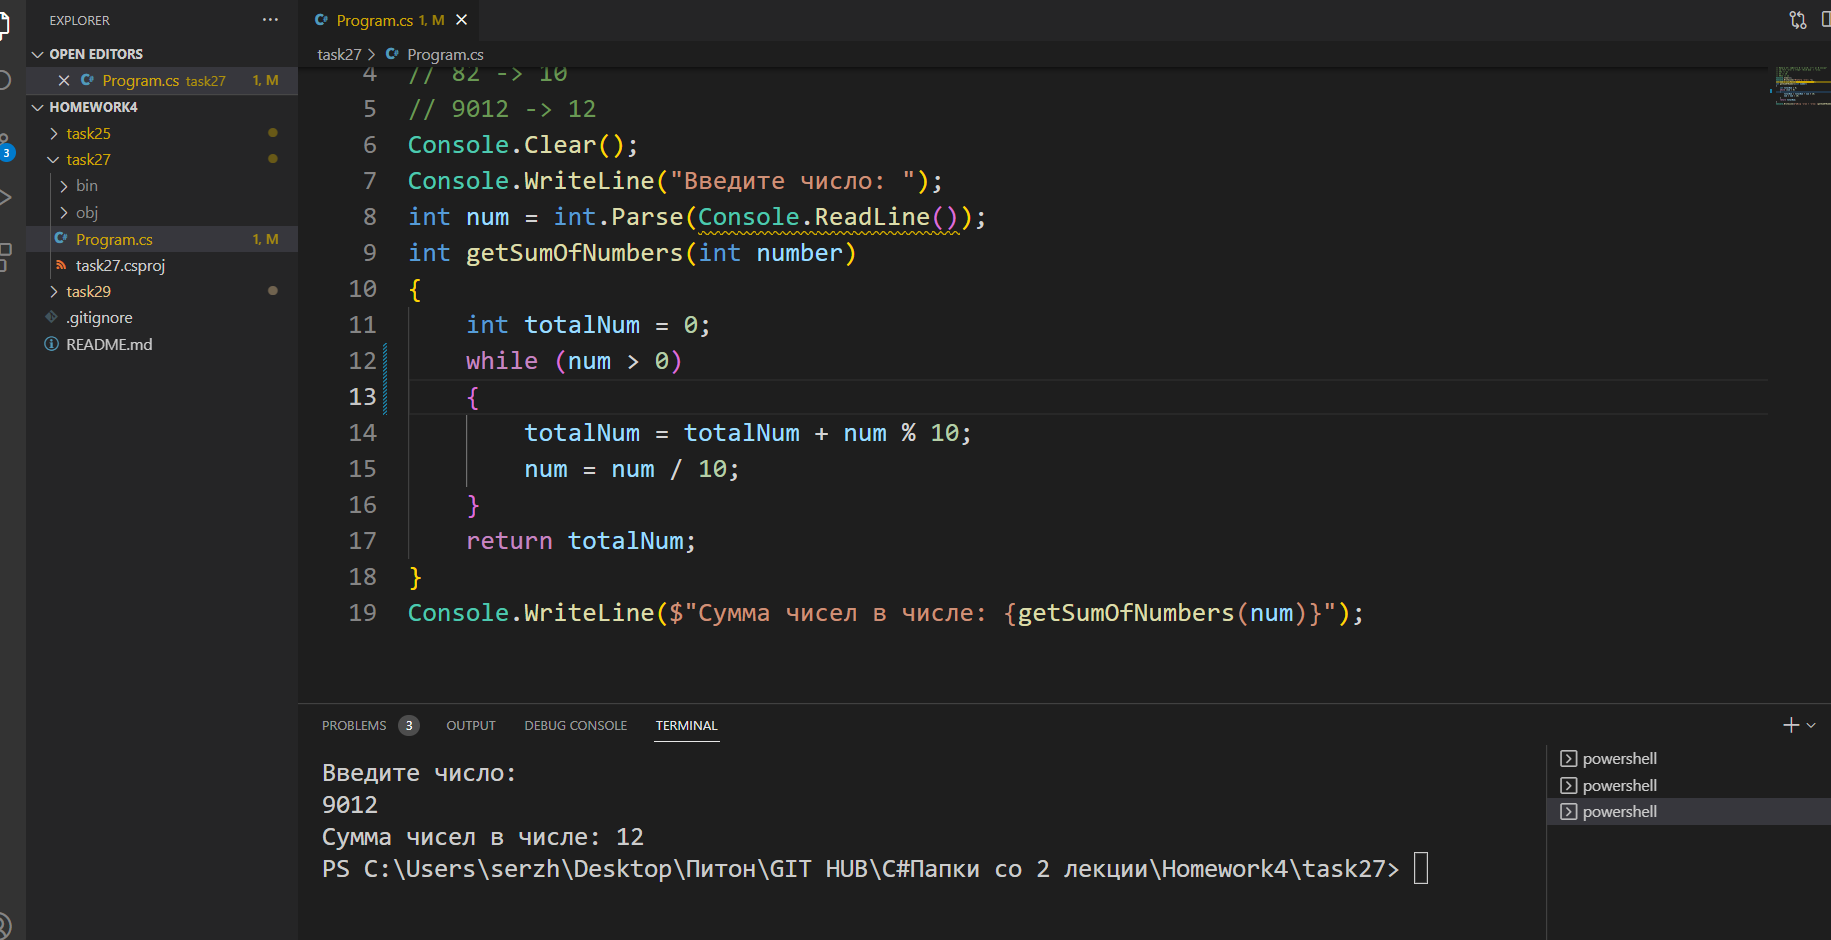 EXPLORER
···
OPEN EDITORS
Program.cs task27 1, M
HOMEWORK4
task25
task27
bin
obj
Program.cs 1, M
task27.csproj
task29
.gitignore
README.md
3
Program.cs 1, M
task27 > Program.cs
4 // 82 -> 10
5 // 9012 -> 12
6 Console.Clear();
7 Console.WriteLine("Введите число: ");
8 int num = int.Parse(Console.ReadLine());
9 int getSumOfNumbers(int number)
10 {
11 int totalNum = 0;
12 while (num > 0)
13 {
14 totalNum = totalNum + num % 10;
15 num = num / 10;
16 }
17 return totalNum;
18 }
19 Console.WriteLine($"Сумма чисел в числе: {getSumOfNumbers(num)}");
PROBLEMS 3 OUTPUT DEBUG CONSOLE TERMINAL
Введите число:
9012
Сумма чисел в числе: 12
PS C:\Users\serzh\Desktop\Питон\GIT HUB\C#Папки со 2 лекции\Homework4\task27>
powershell
powershell
powershell